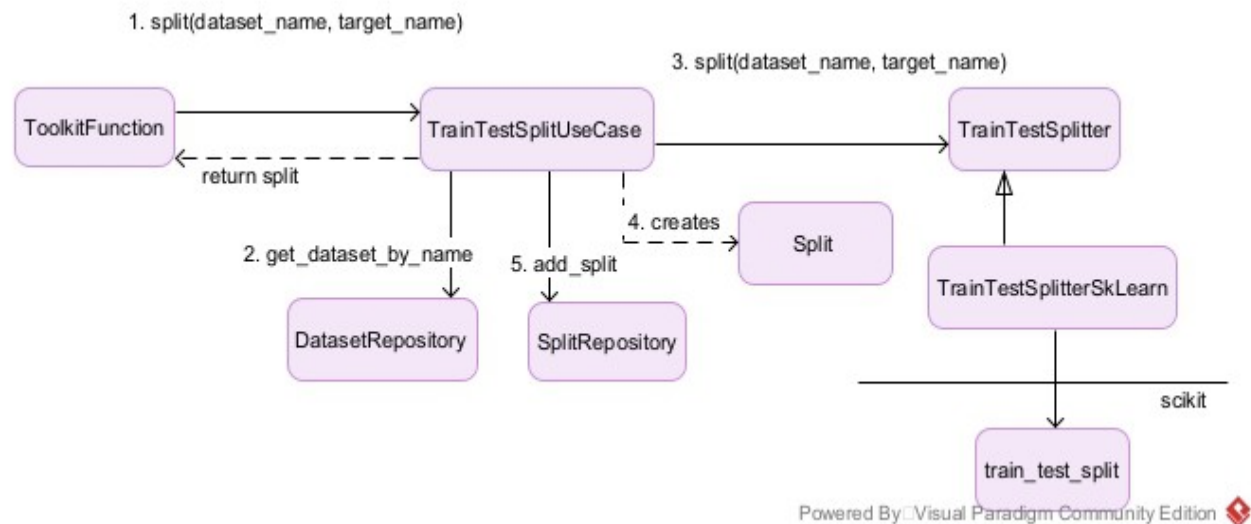 1. split(dataset_name, target_name)
3. split(dataset_name, target_name)
ToolkitFunction
TrainTestSplitUseCase
TrainTestSplitter
return split
4. creates
Split
2. get_dataset_by_name
5. add_split
TrainTestSplitterSkLearn
DatasetRepository
SplitRepository
scikit
train_test_split
Powered By Visual Paradigm Community Edition